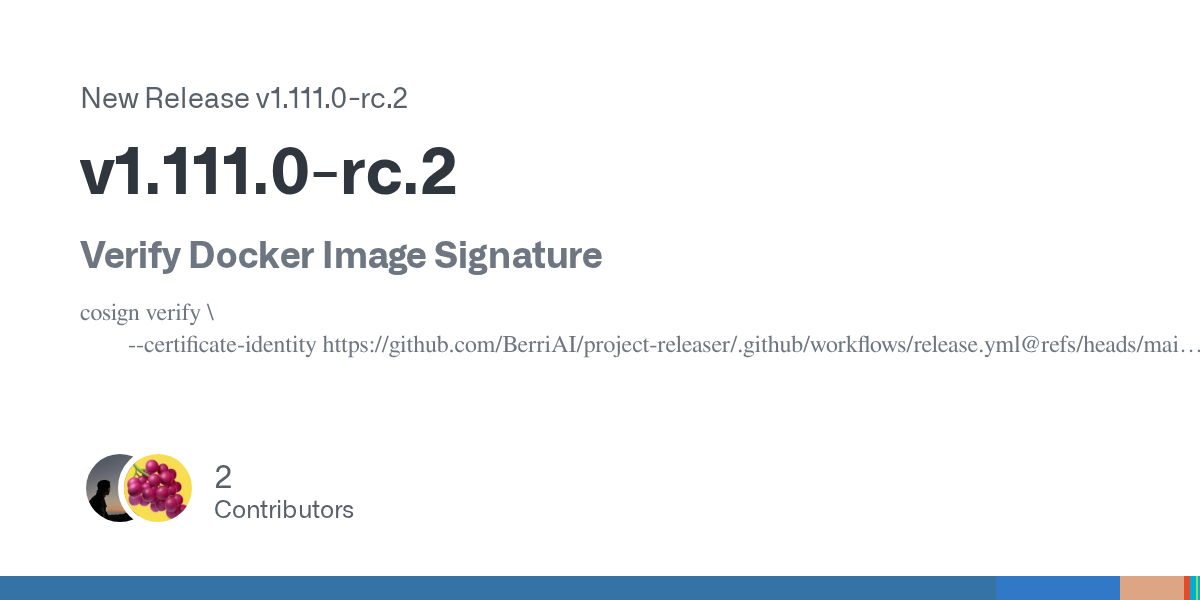 New Release v1.111.0-rc.2
v1.111.0-rc.2
Verify Docker Image Signature
cosign verify \
--certificate-identity https://github.com/BerriAI/project-releaser/.github/workflows/release.yml@refs/heads/mai…
2
Contributors